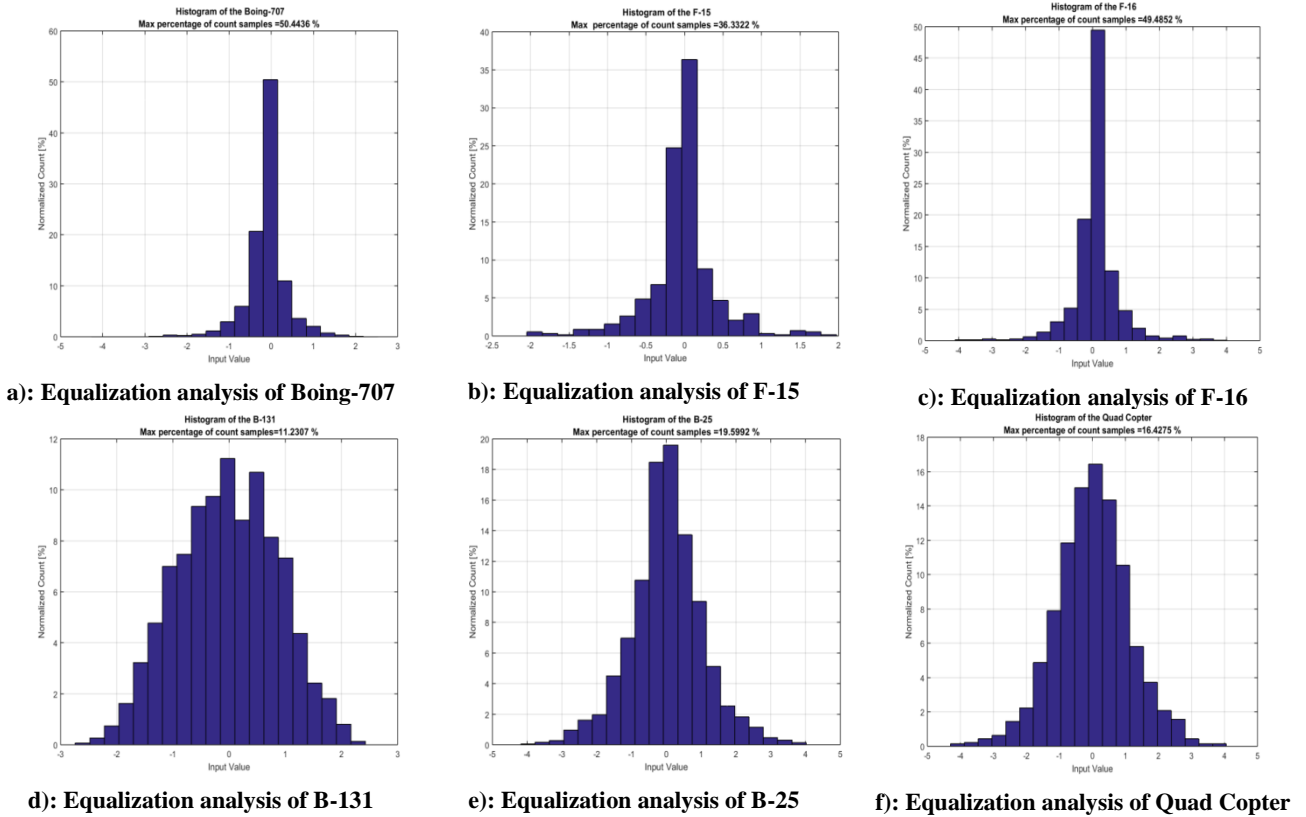 Histogram of the Boing-707
Max percentage of count samples =50.4436 %
60
50
40
30
20
10
0
Normalized Count [%]
-5 -4 -3 -2 -1 0 1 2 3
Input Value
a): Equalization analysis of Boing-707
Histogram of the F-15
Max percentage of count samples =36.3322 %
40
35
30
25
20
15
10
5
0
Normalized Count [%]
-2.5 -2 -1.5 -1 -0.5 0 0.5 1 1.5 2
Input Value
b): Equalization analysis of F-15
Histogram of the F-16
Max percentage of count samples =49.4852 %
50
45
40
35
30
25
20
15
10
5
0
Normalized Count [%]
-5 -4 -3 -2 -1 0 1 2 3 4 5
Input Value
c): Equalization analysis of F-16
Histogram of the B-131
Max percentage of count samples=11.2307 %
12
10
8
6
4
2
0
Normalized Count [%]
-3 -2 -1 0 1 2 3
Input Value
d): Equalization analysis of B-131
Histogram of the B-25
Max percentage of count samples =19.5992 %
20
18
16
14
12
10
8
6
4
2
0
Normalized Count [%]
-5 -4 -3 -2 -1 0 1 2 3 4 5
Input Value
e): Equalization analysis of B-25
Histogram of the Quad Copter
Max percentage of count samples =16.4275 %
18
16
14
12
10
8
6
4
2
0
Normalized Count [%]
-5 -4 -3 -2 -1 0 1 2 3 4 5
Input Value
f): Equalization analysis of Quad Copter